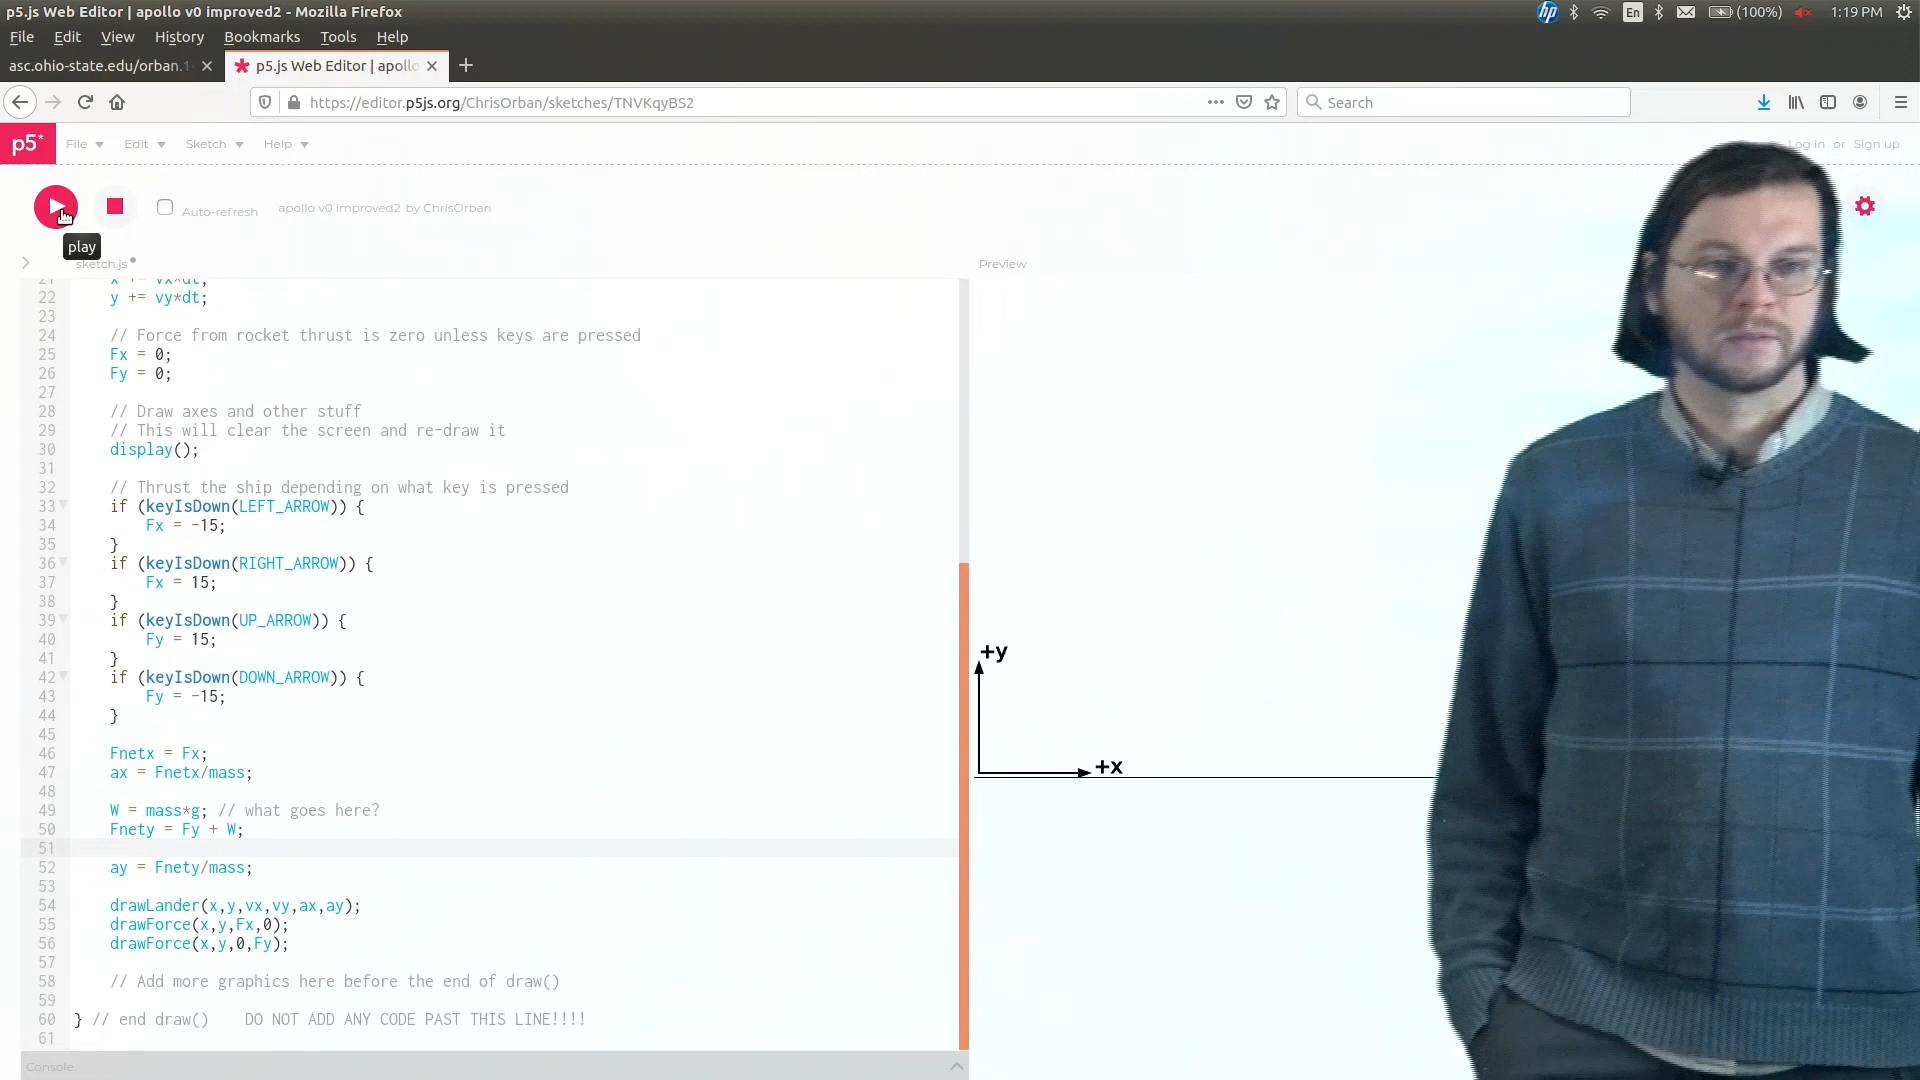 p5.js Web Editor | apollo v0 improved2 - Mozilla Firefox
En
(100%)
1:19 PM
File Edit View History Bookmarks Tools Help
asc.ohio-state.edu/orban.1
p5.js Web Editor | apollo
https://editor.p5js.org/ChrisOrban/sketches/TNVKqyBS2
Search
p5*
File Edit Sketch Help
Log in or Sign up
Auto-refresh
apollo v0 improved2 by ChrisOrban
play
sketch.js
Preview
21 x += vx*dt;
22 y += vy*dt;
23
24 // Force from rocket thrust is zero unless keys are pressed
25 Fx = 0;
26 Fy = 0;
27
28 // Draw axes and other stuff
29 // This will clear the screen and re-draw it
30 display();
31
32 // Thrust the ship depending on what key is pressed
33 if (keyIsDown(LEFT_ARROW)) {
34 Fx = -15;
35 }
36 if (keyIsDown(RIGHT_ARROW)) {
37 Fx = 15;
38 }
39 if (keyIsDown(UP_ARROW)) {
40 Fy = 15;
41 }
42 if (keyIsDown(DOWN_ARROW)) {
43 Fy = -15;
44 }
45
46 Fnetx = Fx;
47 ax = Fnetx/mass;
48
49 W = mass*g; // what goes here?
50 Fnety = Fy + W;
51
52 ay = Fnety/mass;
53
54 drawLander(x,y,vx,vy,ax,ay);
55 drawForce(x,y,Fx,0);
56 drawForce(x,y,0,Fy);
57
58 // Add more graphics here before the end of draw()
59
60 } // end draw() DO NOT ADD ANY CODE PAST THIS LINE!!!!
61
Console
+y
+x
hp